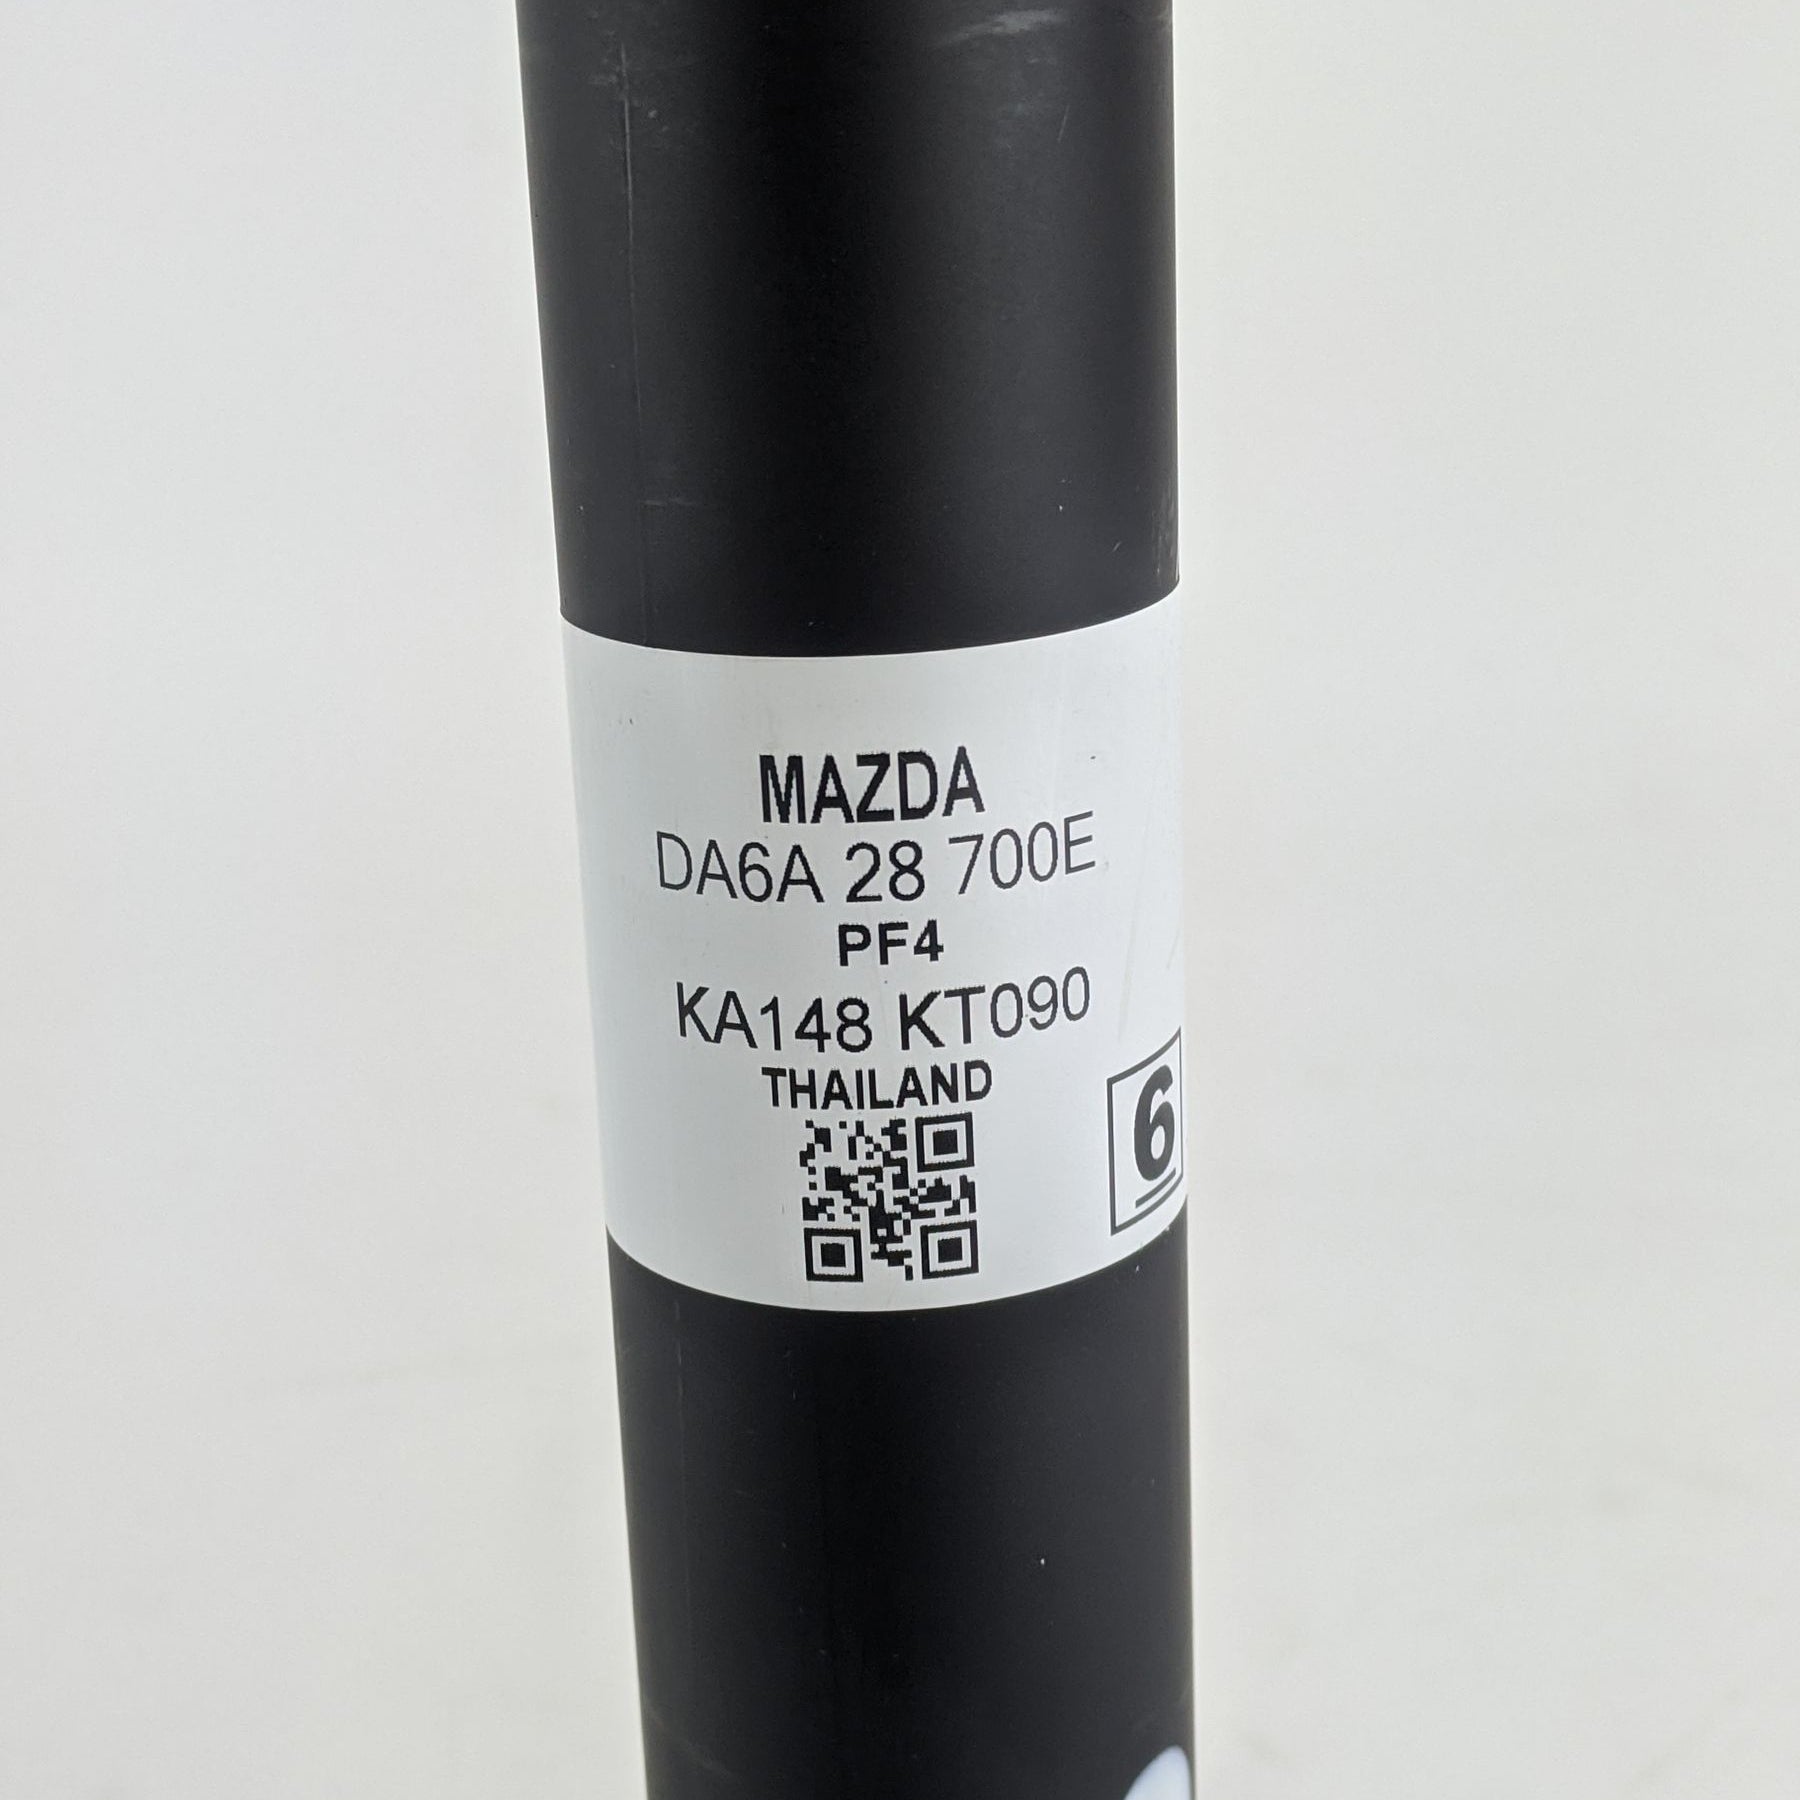 MAZDA
DA6A 28 700E
PF4
KA148 KT090
THAILAND
6